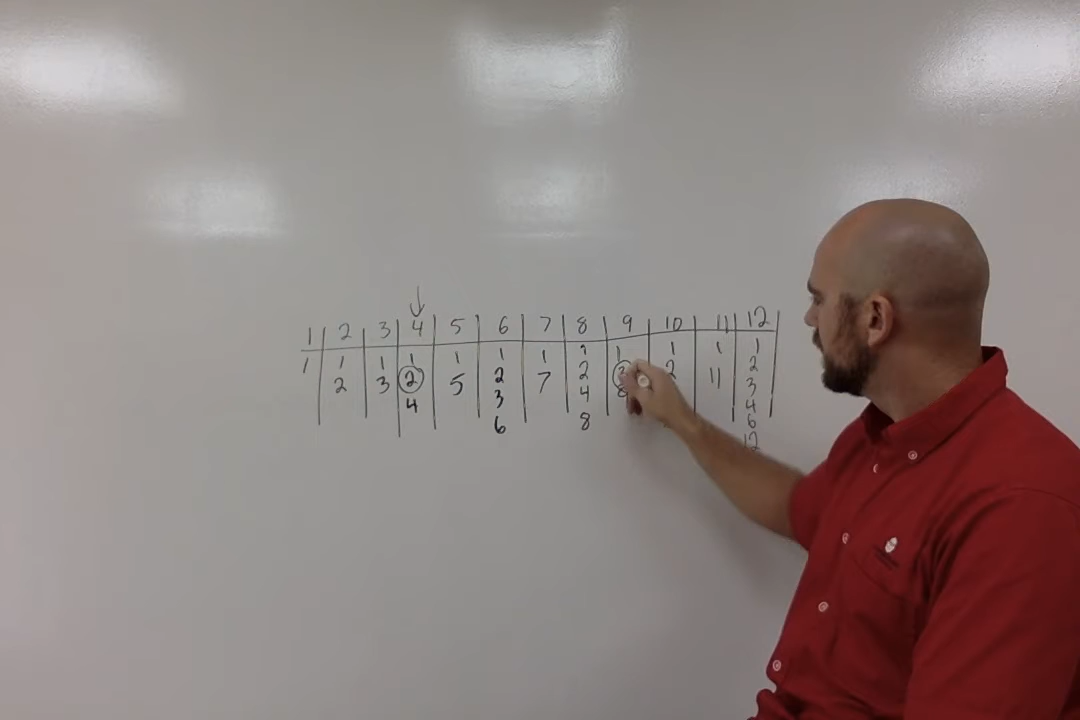 1 2 3 4 5 6 7 8 9 10 11 12
1 1 1 1 1 1 1 1 1 1 1 1
2 3 2 5 2 7 2 3 2 11 2
4 3 4 3
6 8 4
6
12